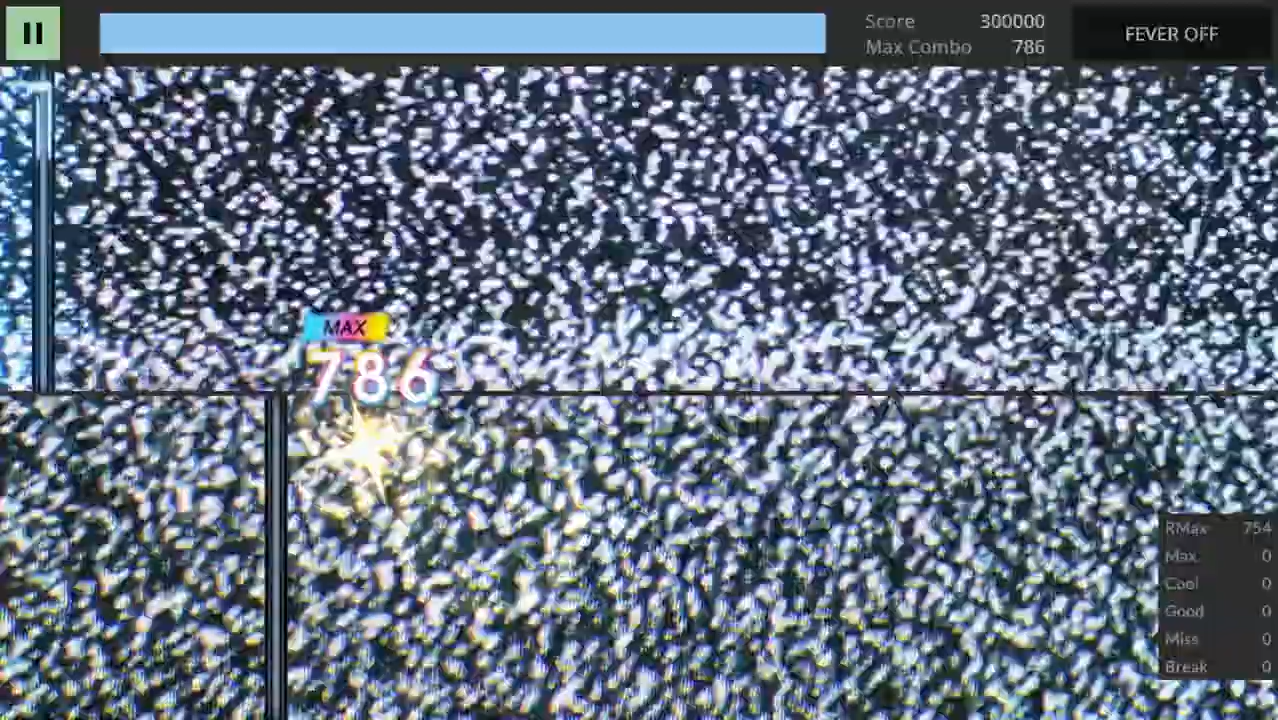 Score 300000
Max Combo 786
FEVER OFF
MAX
786
RMax 754
Max 0
Cool 0
Good 0
Miss 0
Break 0